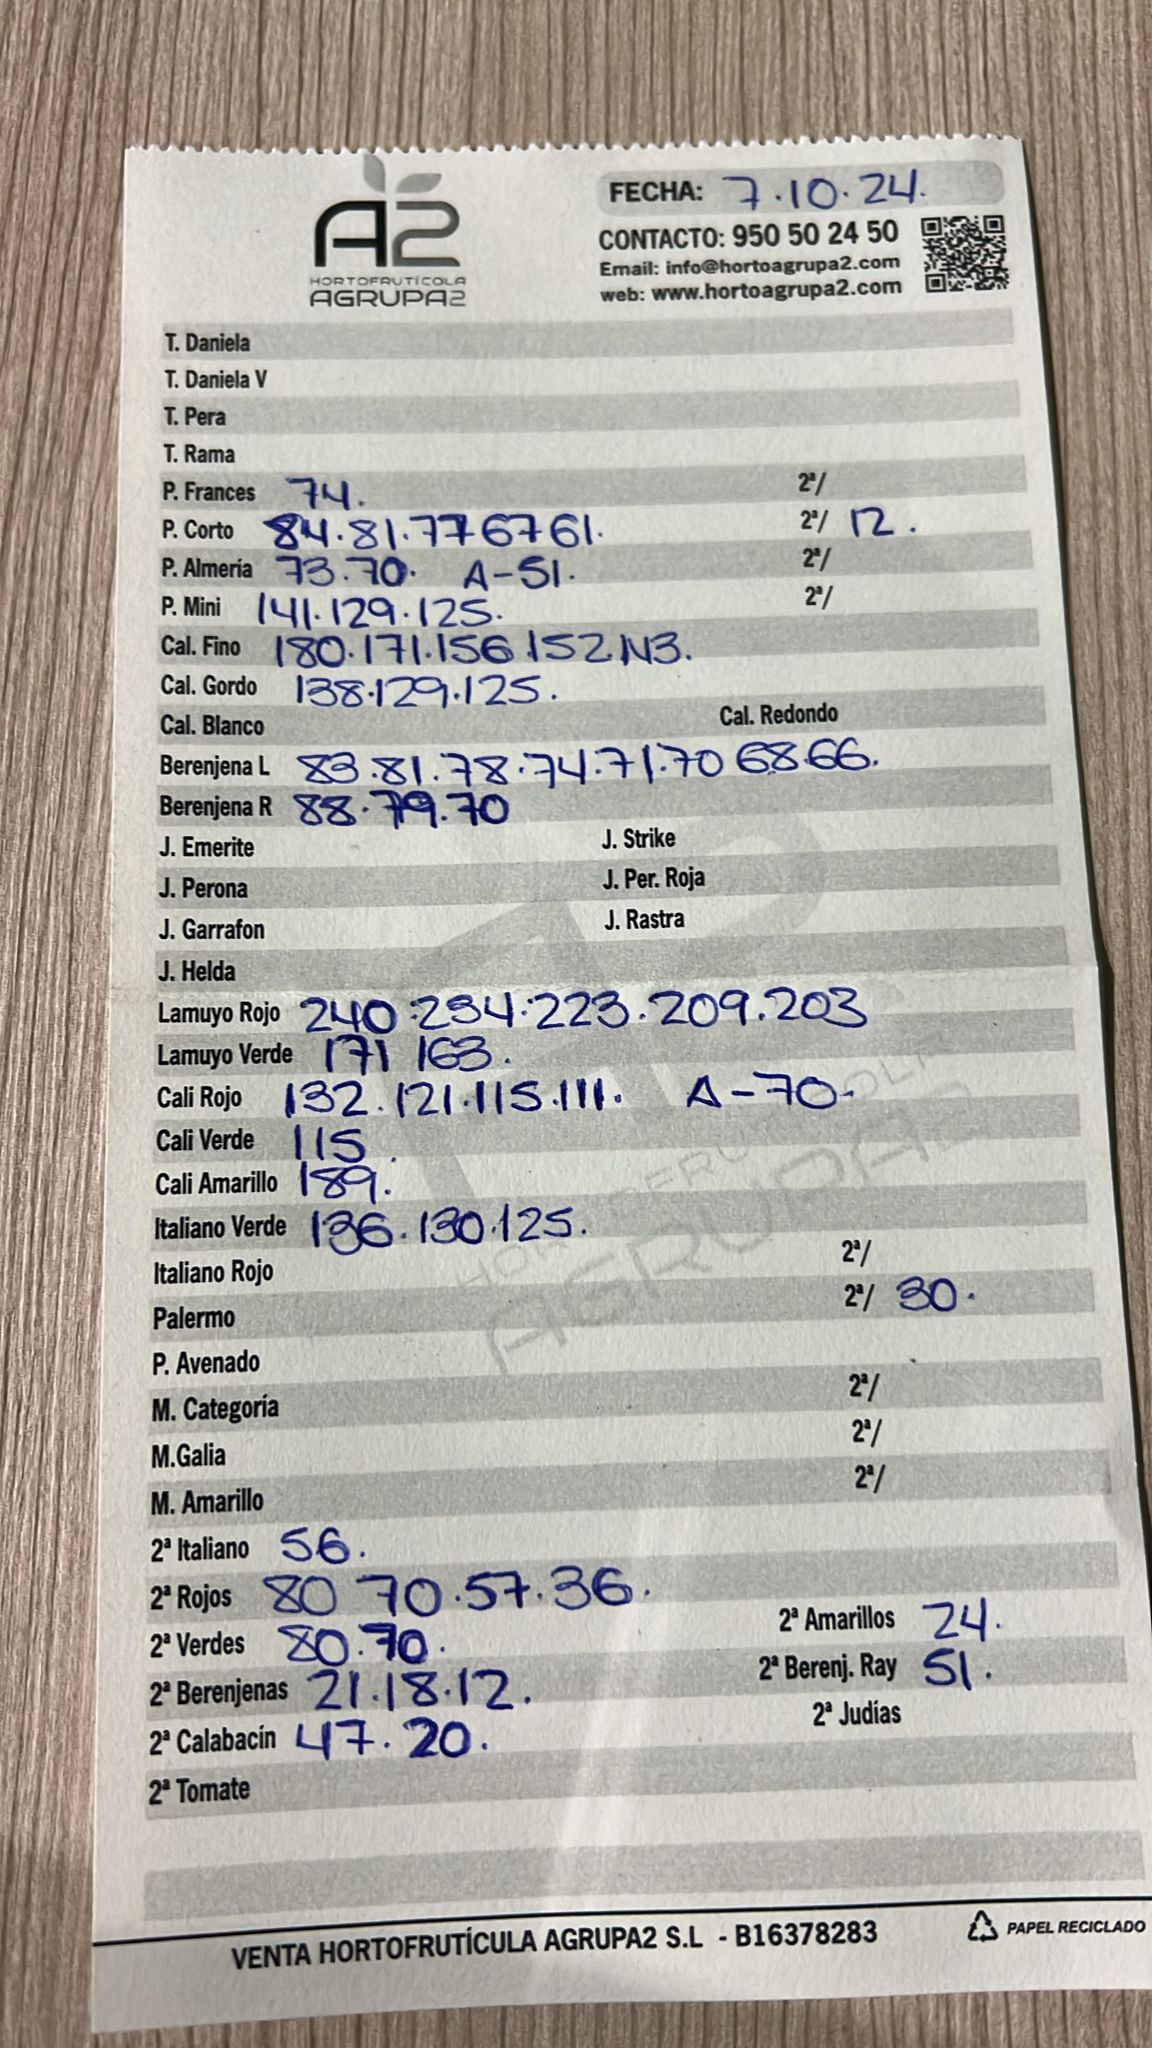 A2
HORTOFRUTÍCOLA
AGRUPA2
FECHA: 7.10.24.
CONTACTO: 950 50 24 50
Email: info@hortoagrupa2.com
web: www.hortoagrupa2.com
T. Daniela
T. Daniela V
T. Pera
T. Rama
P. Frances 74. 2ª/
P. Corto 84.81.77 67 61. 2ª/ 12.
P. Almería 73.70. A-51. 2ª/
P. Mini 141.129.125. 2ª/
Cal. Fino 180.171.156.152.143.
Cal. Gordo 138.129.125.
Cal. Blanco Cal. Redondo
Berenjena L 83.81.78.74.71.70 68.66.
Berenjena R 88.79.70
J. Emerite J. Strike
J. Perona J. Per. Roja
J. Garrafon J. Rastra
J. Helda
Lamuyo Rojo 240.234.223.209.203
Lamuyo Verde 171 163.
Cali Rojo 132.121.115.111. A-70.
Cali Verde 115.
Cali Amarillo 189.
Italiano Verde 136.130.125.
Italiano Rojo 2ª/
Palermo 2ª/ 30.
P. Avenado
M. Categoría 2ª/
M.Galia 2ª/
M. Amarillo 2ª/
2ª Italiano 56.
2ª Rojos 80 70.57.36.
2ª Verdes 80.70. 2ª Amarillos 24.
2ª Berenjenas 21.18.12. 2ª Berenj. Ray 51.
2ª Calabacín 47.20. 2ª Judías
2ª Tomate
VENTA HORTOFRUTÍCULA AGRUPA2 S.L - B16378283
PAPEL RECICLADO